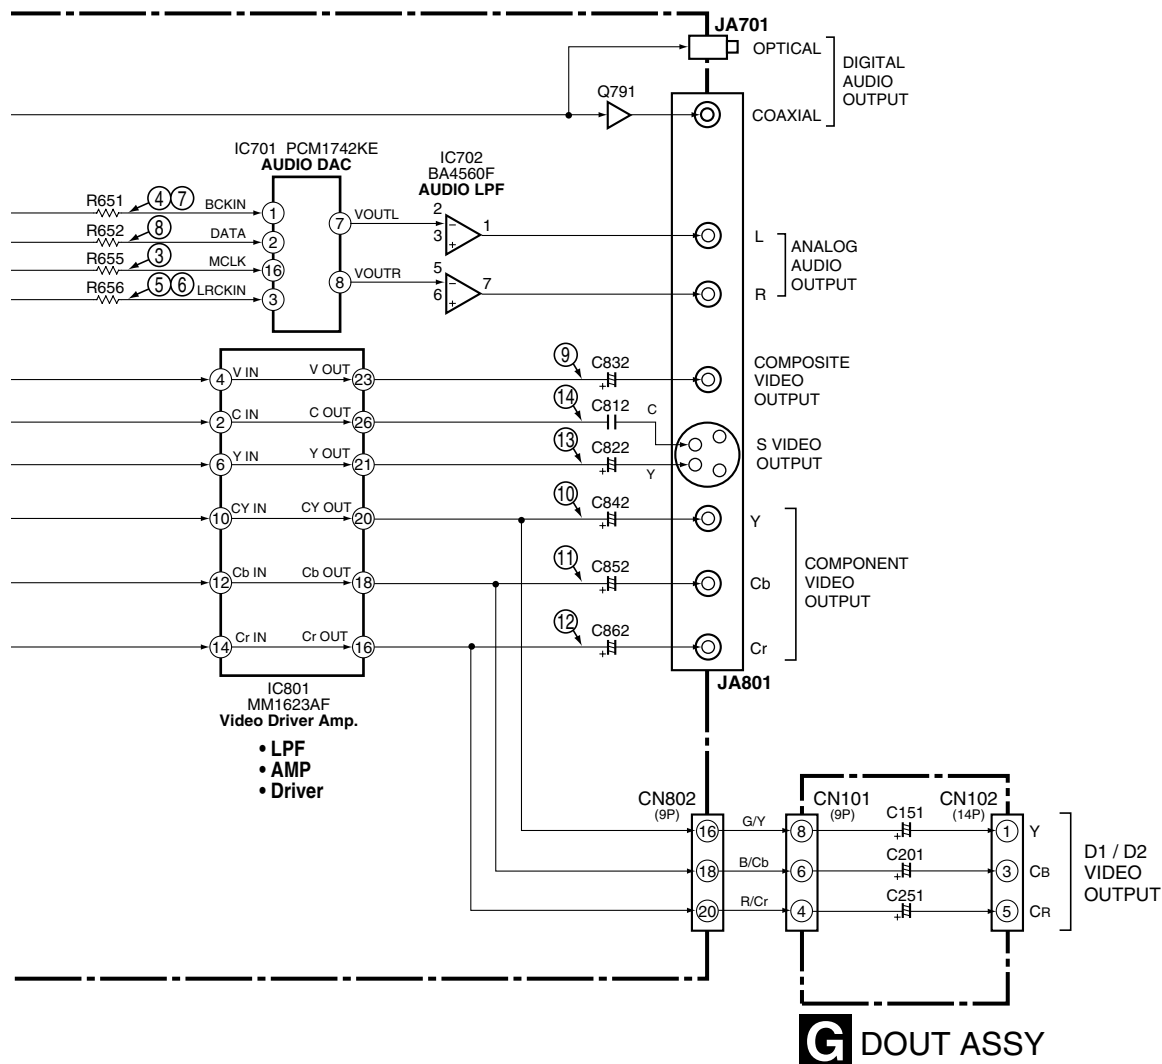 JA701
OPTICAL
DIGITAL
AUDIO
OUTPUT
Q791
COAXIAL
IC701 PCM1742KE
AUDIO DAC
IC702
BA4560F
AUDIO LPF
R651
4 7
BCKIN
1
R652
8
DATA
2
R655
3
MCLK
16
R656
5 6
LRCKIN
3
7
VOUTL
8
VOUTR
2
−
3
+
1
5
−
6
+
7
L
R
ANALOG
AUDIO
OUTPUT
4 V IN V OUT 23
9
C832
+
COMPOSITE
VIDEO
OUTPUT
2 C IN C OUT 26
14
C812
C
6 Y IN Y OUT 21
13
C822
+
Y
S VIDEO
OUTPUT
10 CY IN CY OUT 20
10
C842
+
Y
12 Cb IN Cb OUT 18
11
C852
+
Cb
14 Cr IN Cr OUT 16
12
C862
+
Cr
COMPONENT
VIDEO
OUTPUT
JA801
IC801
MM1623AF
Video Driver Amp.
• LPF
• AMP
• Driver
CN802
(9P)
CN101
(9P)
CN102
(14P)
16 G/Y 8 C151 + 1 Y
18 B/Cb 6 C201 + 3 CB
20 R/Cr 4 C251 + 5 CR
D1 / D2
VIDEO
OUTPUT
G DOUT ASSY